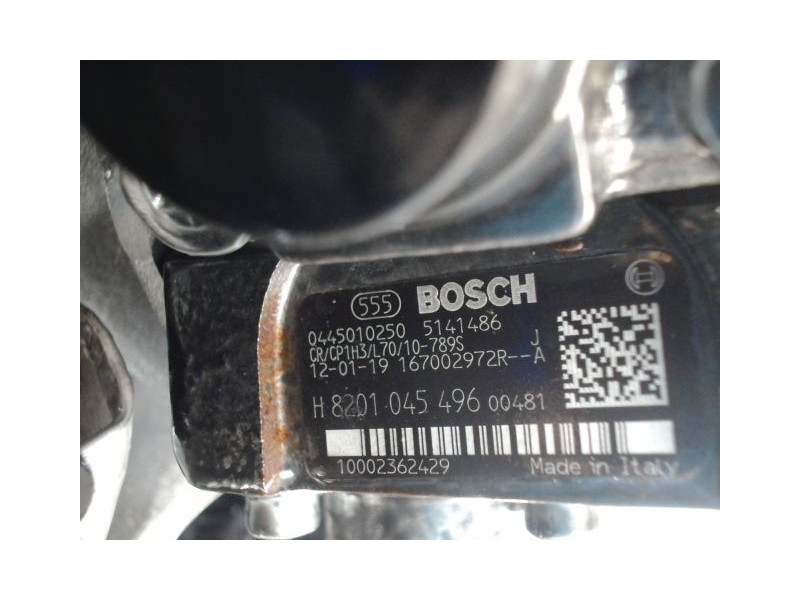 555 BOSCH
0445010250 5141486
CR/CP1H3/L70/10-789S J
12-01-19 167002972R--A
H 8201 045 496 00481
10002362429 Made in Italy